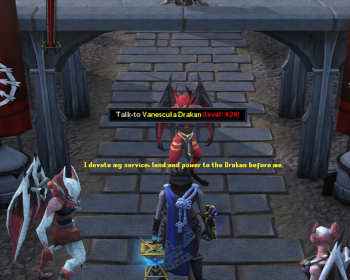 Talk-to Vanescula Drakan (level: 424)
I devote my service, land and power to the Drakan before me.